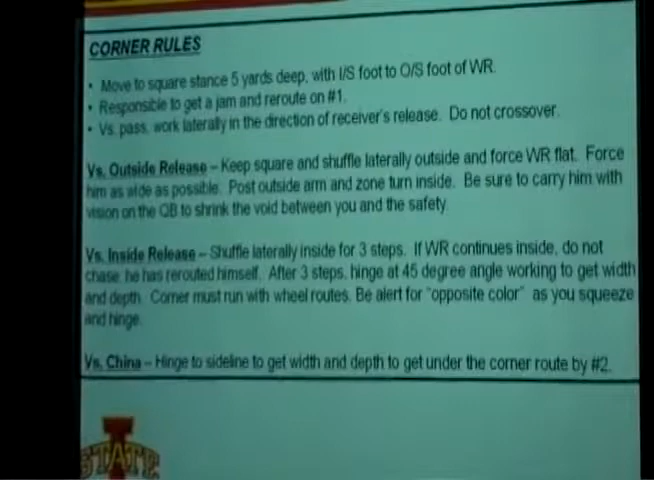 CORNER RULES
• Move to square stance 5 yards deep, with I/S foot to O/S foot of WR.
• Responsible to get a jam and reroute on #1.
• Vs. pass, work laterally in the direction of receiver's release. Do not crossover.
Vs. Outside Release – Keep square and shuffle laterally outside and force WR flat. Force
him as wide as possible. Post outside arm and zone turn inside. Be sure to carry him with
vision on the QB to shrink the void between you and the safety.
Vs. Inside Release – Shuffle laterally inside for 3 steps. If WR continues inside, do not
chase, he has rerouted himself. After 3 steps, hinge at 45 degree angle working to get width
and depth. Corner must run with wheel routes. Be alert for "opposite color" as you squeeze
and hinge.
Vs. China – Hinge to sideline to get width and depth to get under the corner route by #2.
STATE